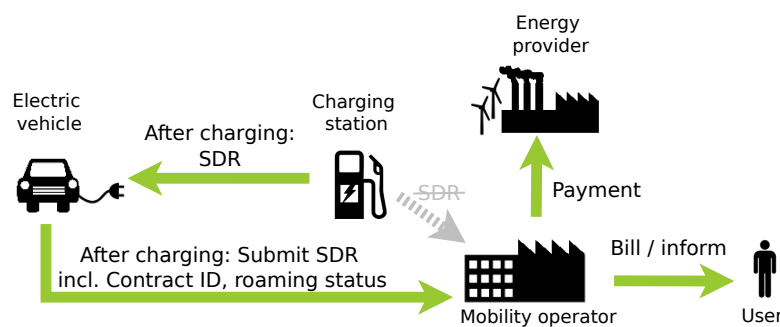 Energy
provider
Electric
vehicle
Charging
station
After charging:
SDR
SDR
Payment
After charging: Submit SDR
incl. Contract ID, roaming status
Bill / inform
Mobility operator
User